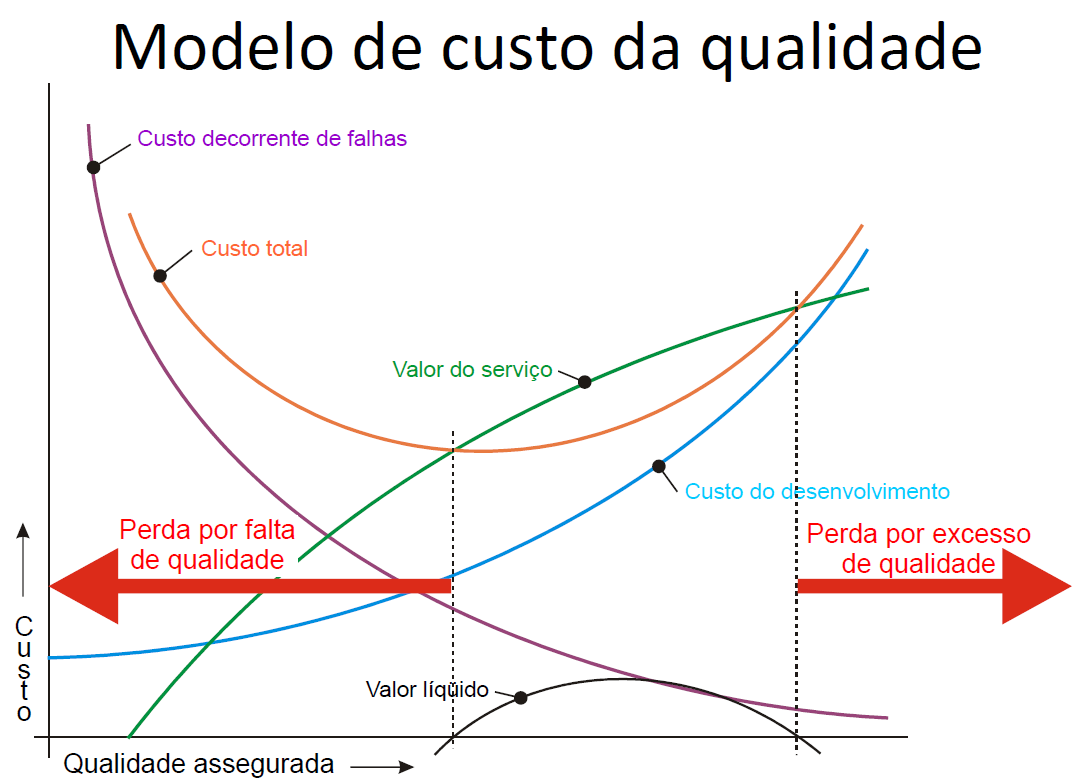 Modelo de custo da qualidade
Custo decorrente de falhas
Custo total
Valor do serviço
Custo do desenvolvimento
Perda por falta
de qualidade
Perda por excesso
de qualidade
Custo
Valor líquido
Qualidade assegurada